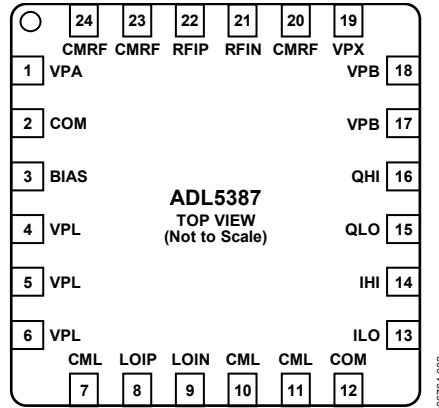 24 23 22 21 20 19
CMRF CMRF RFIP RFIN CMRF VPX
1 VPA
VPB 18
2 COM
VPB 17
3 BIAS
QHI 16
ADL5387
TOP VIEW
(Not to Scale)
4 VPL
QLO 15
5 VPL
IHI 14
6 VPL
ILO 13
CML LOIP LOIN CML CML COM
7 8 9 10 11 12